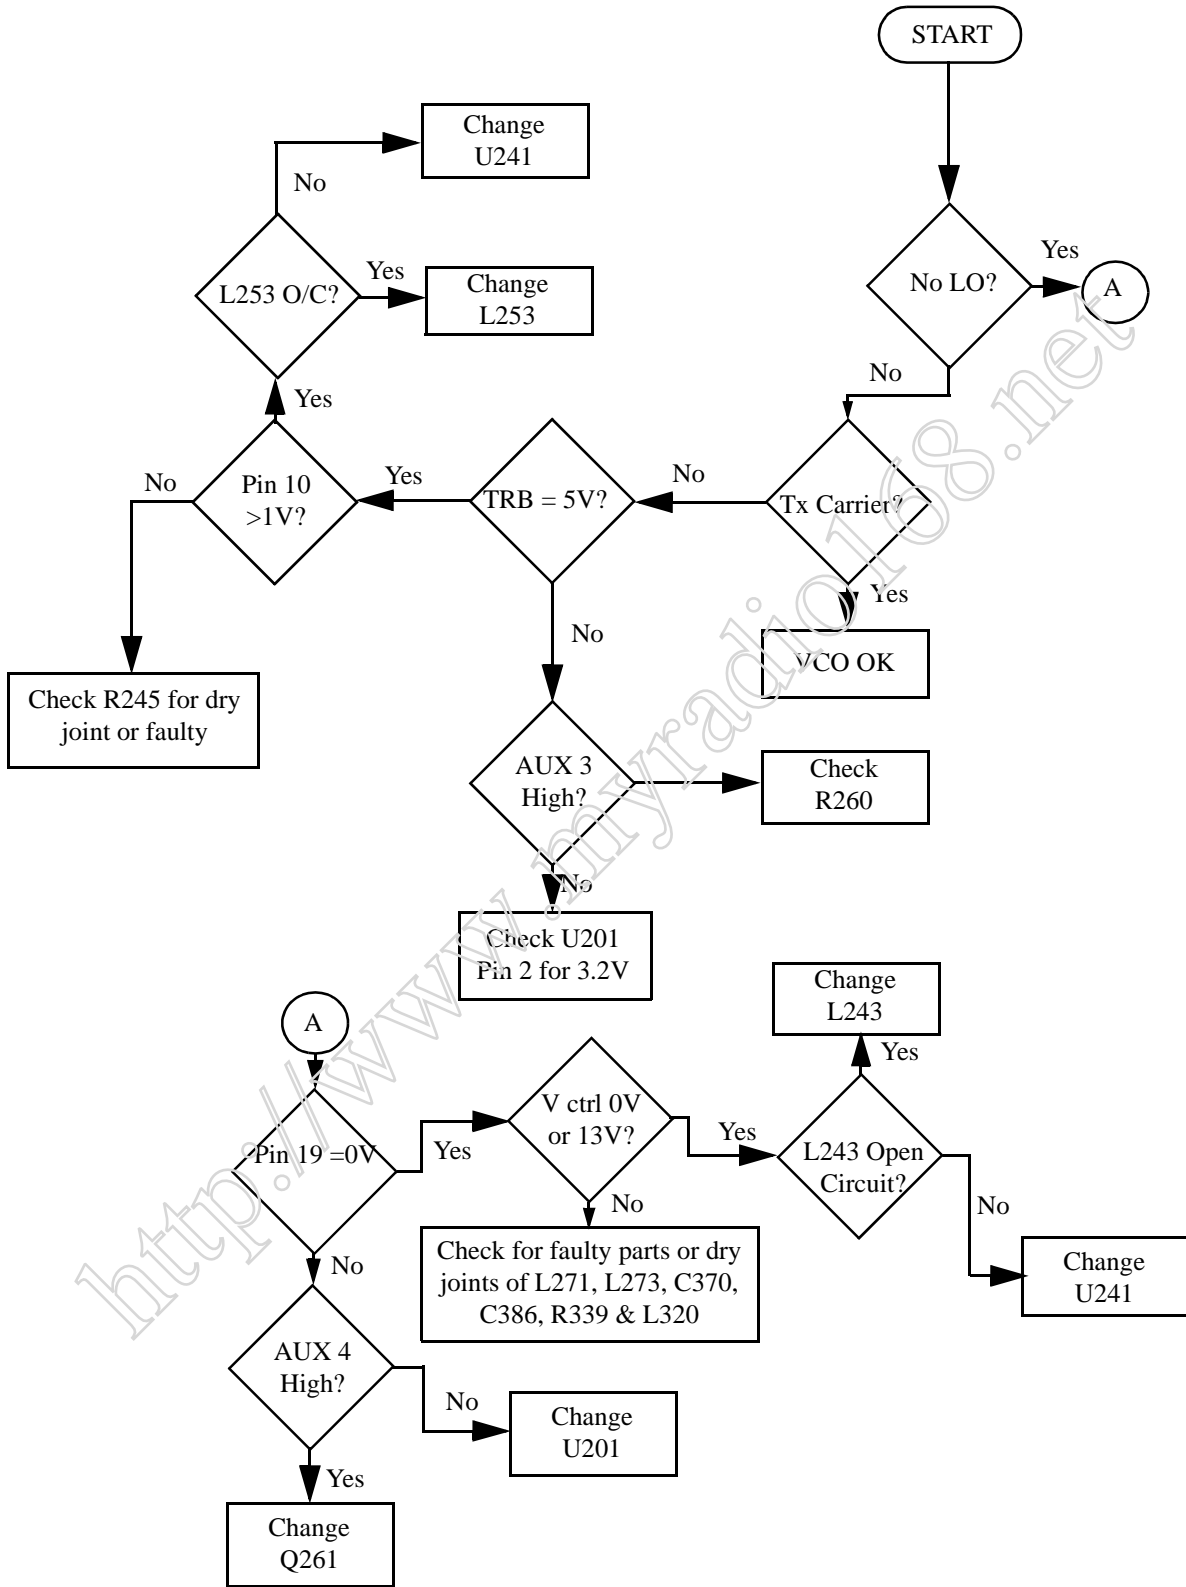 START
Change
U241
No
Yes
No LO?
A
L253 O/C?
Yes
Change
L253
No
Yes
No
Pin 10
>1V?
Yes
TRB = 5V?
No
Tx Carrier?
Yes
VCO OK
No
Check R245 for dry
joint or faulty
AUX 3
High?
Check
R260
No
Check U201
Pin 2 for 3.2V
Change
L243
Yes
A
Pin 19 =0V
Yes
V ctrl 0V
or 13V?
Yes
L243 Open
Circuit?
No
No
Check for faulty parts or dry
joints of L271, L273, C370,
C386, R339 & L320
Change
U241
No
AUX 4
High?
No
Change
U201
Yes
Change
Q261
http://www.myradio168.net